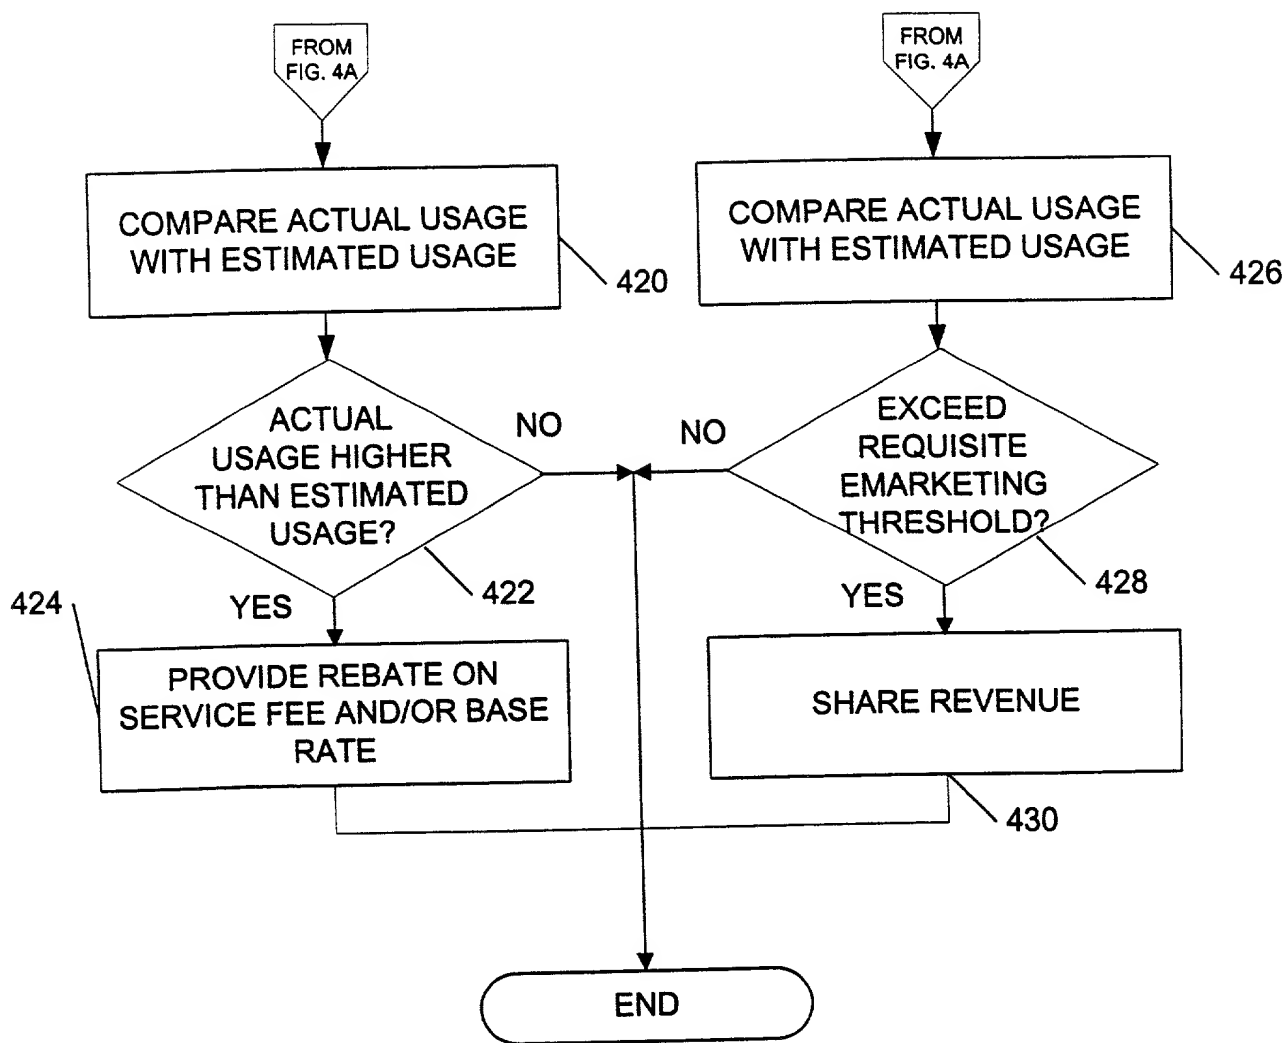 FROM
FIG. 4A
COMPARE ACTUAL USAGE
WITH ESTIMATED USAGE
420
ACTUAL
USAGE HIGHER
THAN ESTIMATED
USAGE?
NO
422
YES
424
PROVIDE REBATE ON
SERVICE FEE AND/OR BASE
RATE
FROM
FIG. 4A
COMPARE ACTUAL USAGE
WITH ESTIMATED USAGE
426
EXCEED
REQUISITE
EMARKETING
THRESHOLD?
NO
428
YES
SHARE REVENUE
430
END